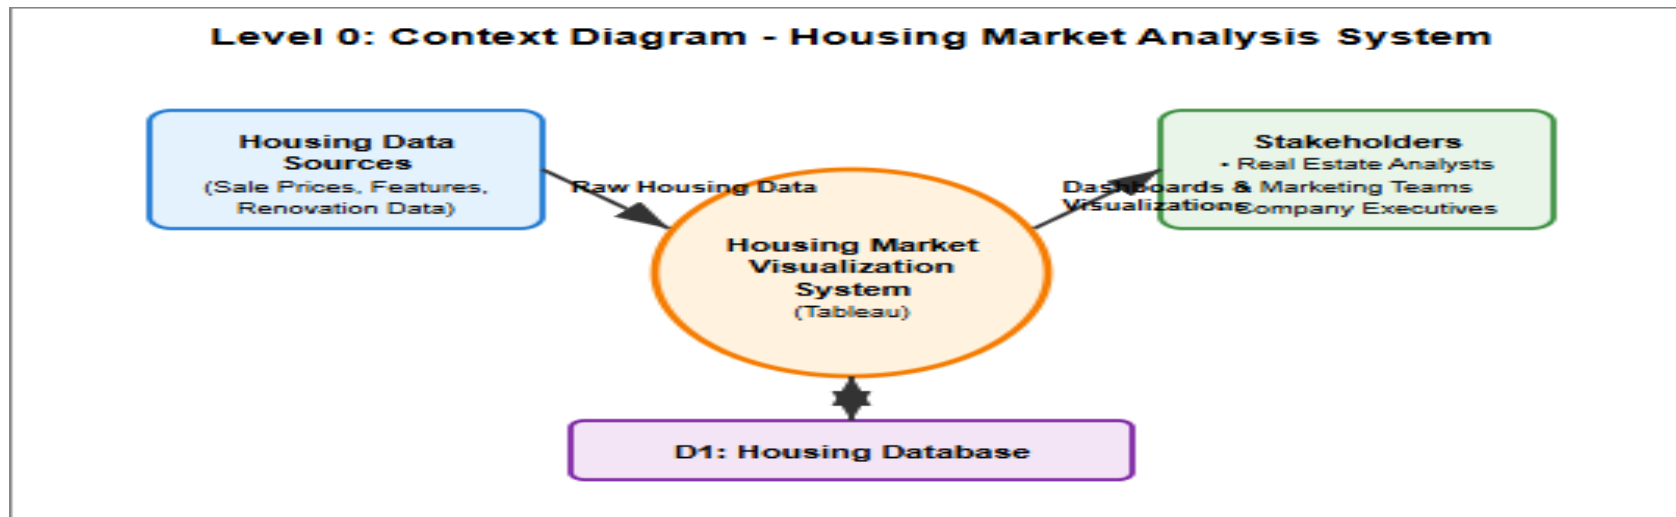 Level 0: Context Diagram - Housing Market Analysis System
Housing Data
Sources
(Sale Prices, Features,
Renovation Data)
Raw Housing Data
Housing Market
Visualization
System
(Tableau)
Dashboards &
Visualizations
Stakeholders
• Real Estate Analysts
Marketing Teams
Company Executives
D1: Housing Database